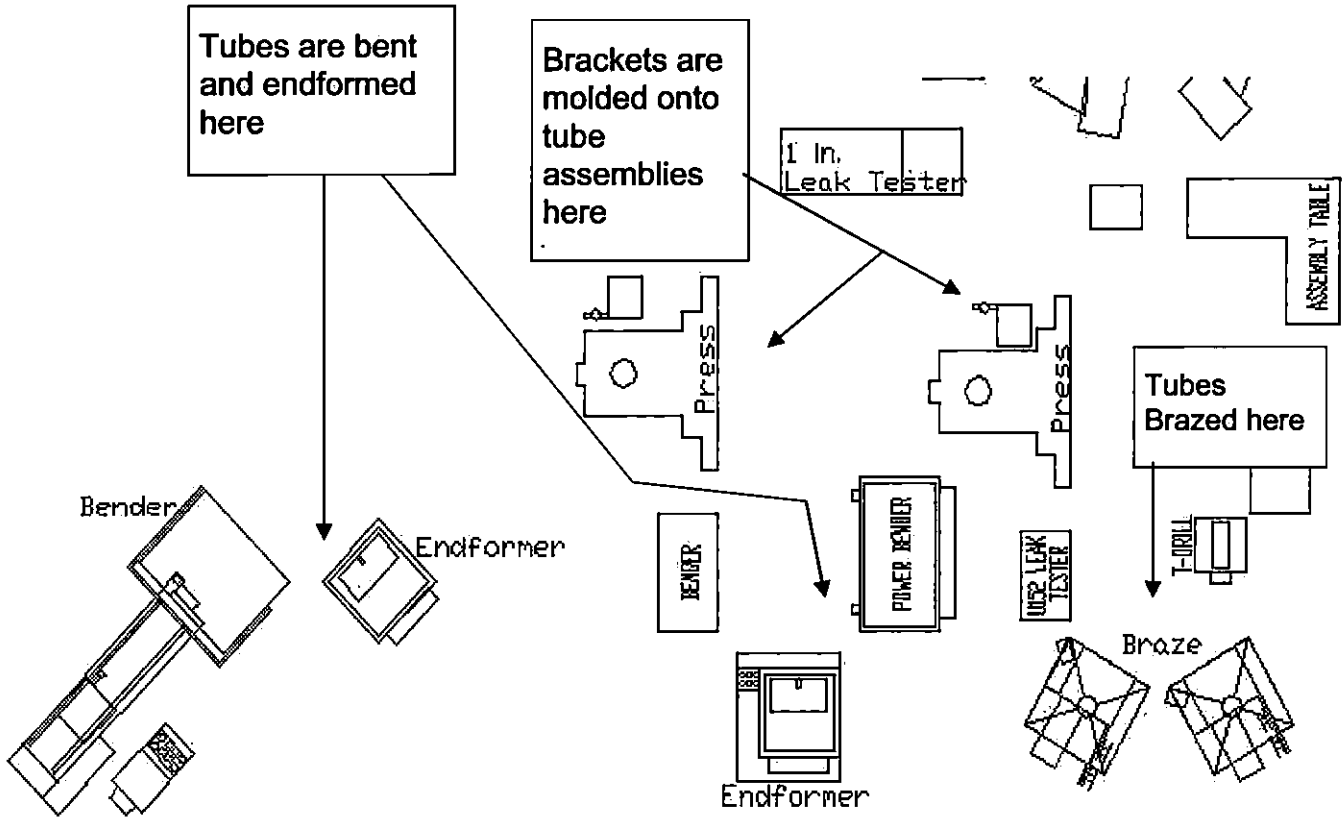 Tubes are bent
and endformed
here
Brackets are
molded onto
tube
assemblies
here
1 In.
Leak Tester
ASSEMBLY TABLE
Press
Press
Tubes
Brazed here
Bender
Endformer
BENDER
POWER BENDER
U152 LEAK
TESTER
T-DRILL
Braze
Endformer